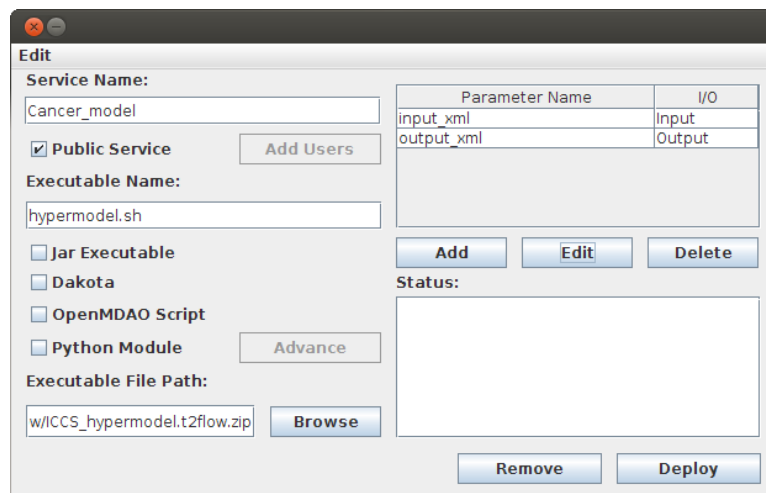 Edit
Service Name:
Cancer_model
Public Service
Add Users
Executable Name:
hypermodel.sh
Jar Executable
Dakota
OpenMDAO Script
Python Module
Advance
Executable File Path:
w/ICCS_hypermodel.t2flow.zip
Browse
Parameter Name I/O
input_xml Input
output_xml Output
Add Edit Delete
Status:
Remove Deploy